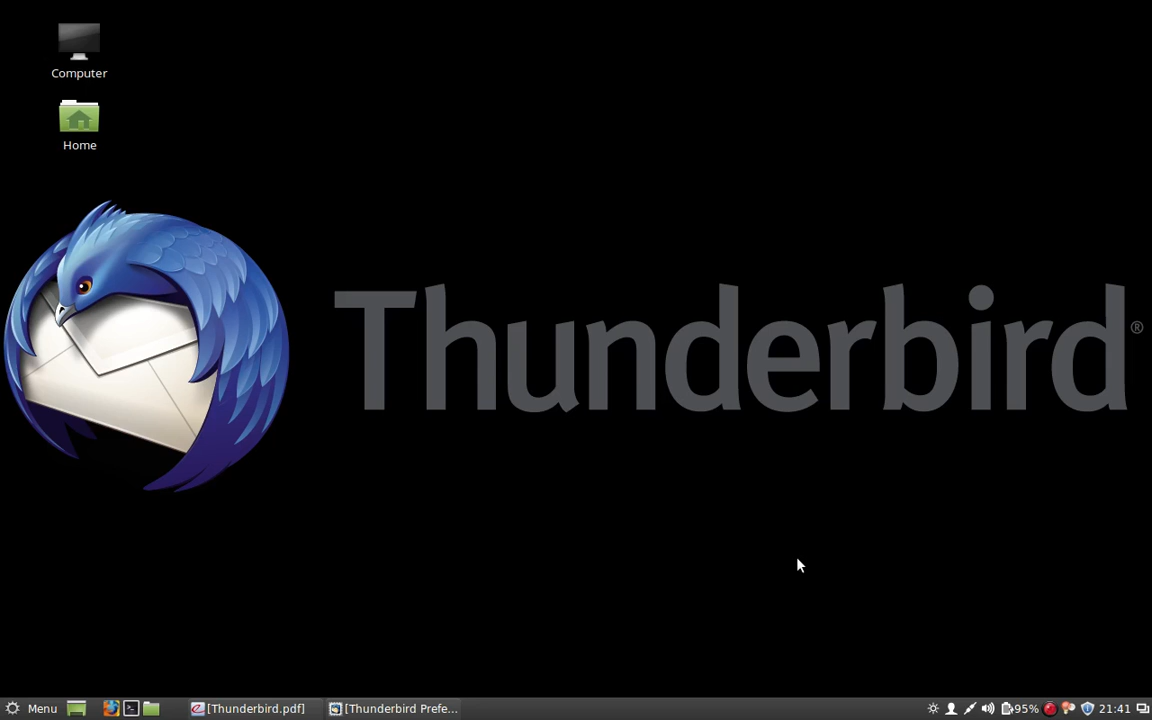 Computer
Home
Thunderbird®
Menu
[Thunderbird.pdf]
[Thunderbird Prefe...
95%
21:41